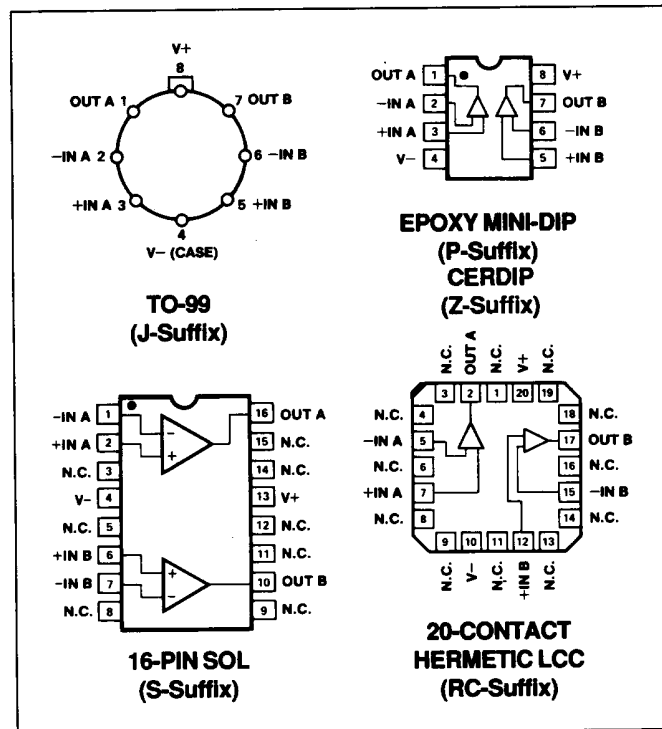 V+
8
OUT A 1
7 OUT B
−IN A 2
6 −IN B
+IN A 3
5 +IN B
4
V− (CASE)
TO-99
(J-Suffix)
OUT A 1
8 V+
−IN A 2
7 OUT B
+IN A 3
6 −IN B
V− 4
5 +IN B
EPOXY MINI-DIP
(P-Suffix)
CERDIP
(Z-Suffix)
−IN A 1
16 OUT A
+IN A 2
15 N.C.
N.C. 3
14 N.C.
V− 4
13 V+
N.C. 5
12 N.C.
+IN B 6
11 N.C.
−IN B 7
10 OUT B
N.C. 8
9 N.C.
− +
+ −
16-PIN SOL
(S-Suffix)
N.C. OUT A N.C. V+ N.C.
3 2 1 20 19
N.C. 4
18 N.C.
−IN A 5
17 OUT B
N.C. 6
16 N.C.
+IN A 7
15 −IN B
N.C. 8
14 N.C.
9 10 11 12 13
N.C. V− N.C. +IN B N.C.
20-CONTACT
HERMETIC LCC
(RC-Suffix)